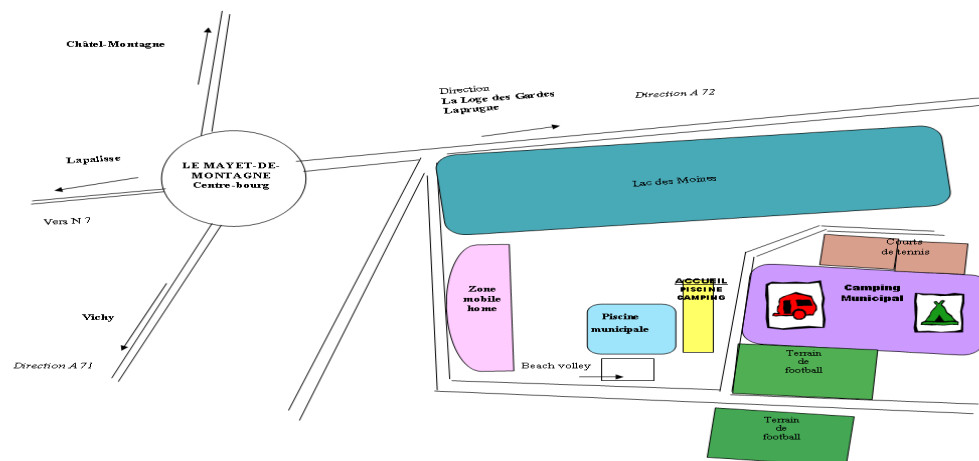 Châtel-Montagne
Direction
La Loge des Gardes
Laprugne
Direction A 72
Lapalisse
LE MAYET-DE-
MONTAGNE
Centre-bourg
Vers N 7
Lac des Moines
Courts
de tennis
Zone
mobile
home
ACCUEIL
PISCINE
CAMPING
Camping
Municipal
Piscine
municipale
Vichy
Direction A 71
Beach volley
Terrain
de
football
Terrain
de
football